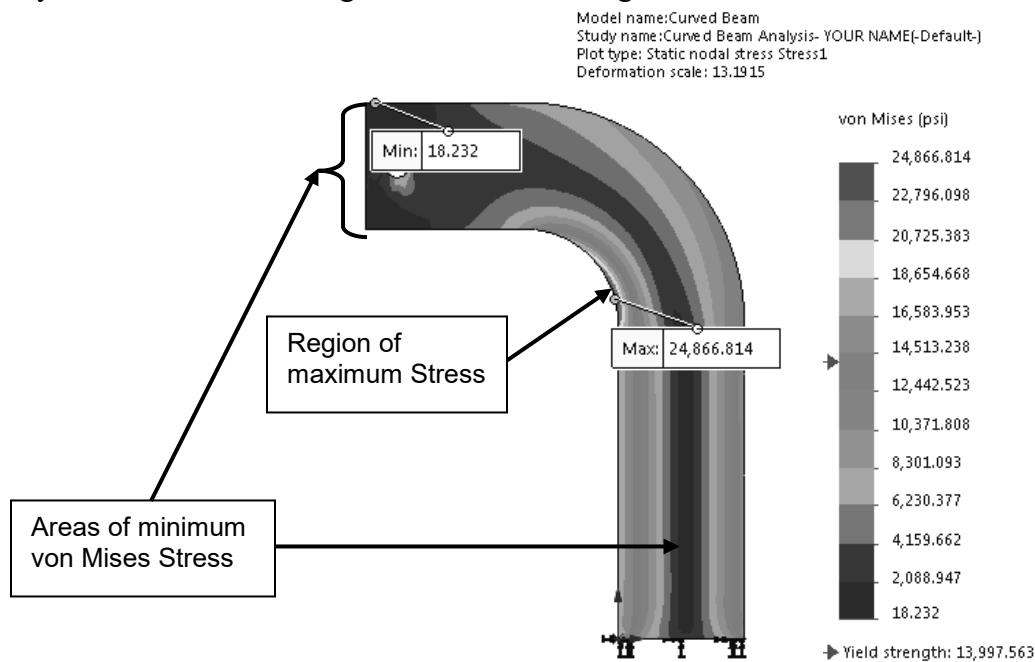 Model name:Curved Beam
Study name:Curved Beam Analysis- YOUR NAME(-Default-)
Plot type: Static nodal stress Stress1
Deformation scale: 13.1915
von Mises (psi)
24,866.814
22,796.098
20,725.383
18,654.668
16,583.953
14,513.238
12,442.523
10,371.808
8,301.093
6,230.377
4,159.662
2,088.947
18.232
Yield strength: 13,997.563
Min: 18.232
Region of
maximum Stress
Max: 24,866.814
Areas of minimum
von Mises Stress